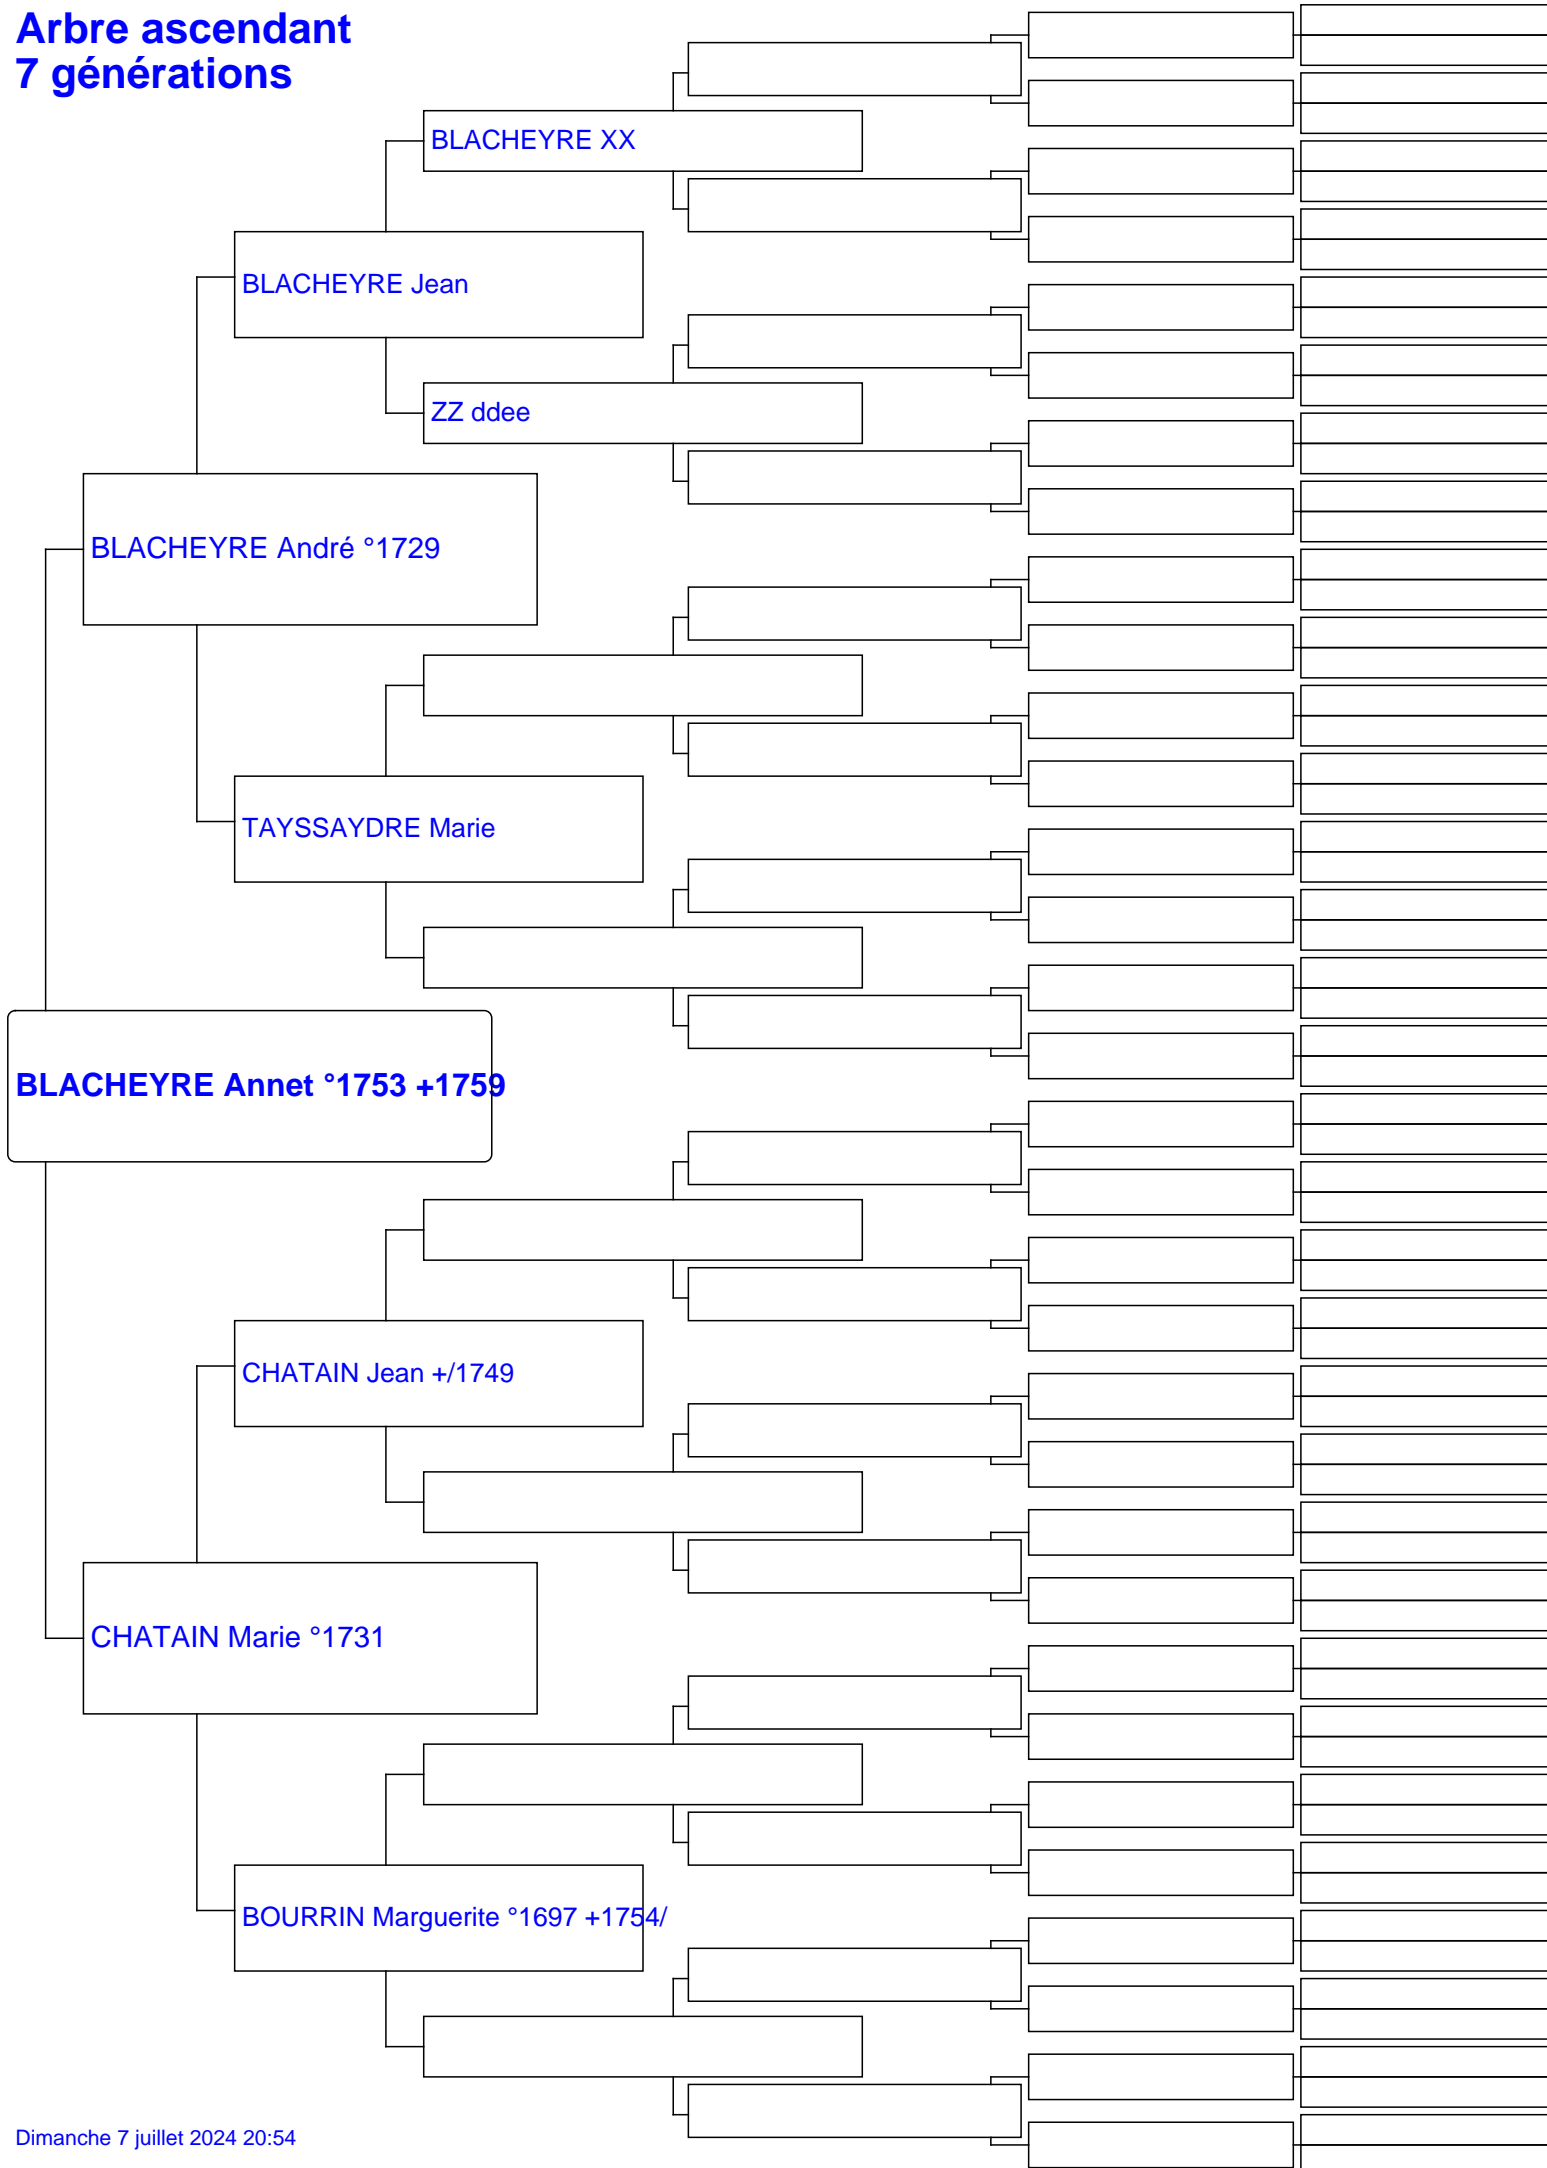 Arbre ascendant
7 générations
BLACHEYRE XX
BLACHEYRE Jean
ZZ ddee
BLACHEYRE André °1729
TAYSSAYDRE Marie
BLACHEYRE Annet °1753 +1759
CHATAIN Jean +/1749
CHATAIN Marie °1731
BOURRIN Marguerite °1697 +1754/
Dimanche 7 juillet 2024 20:54